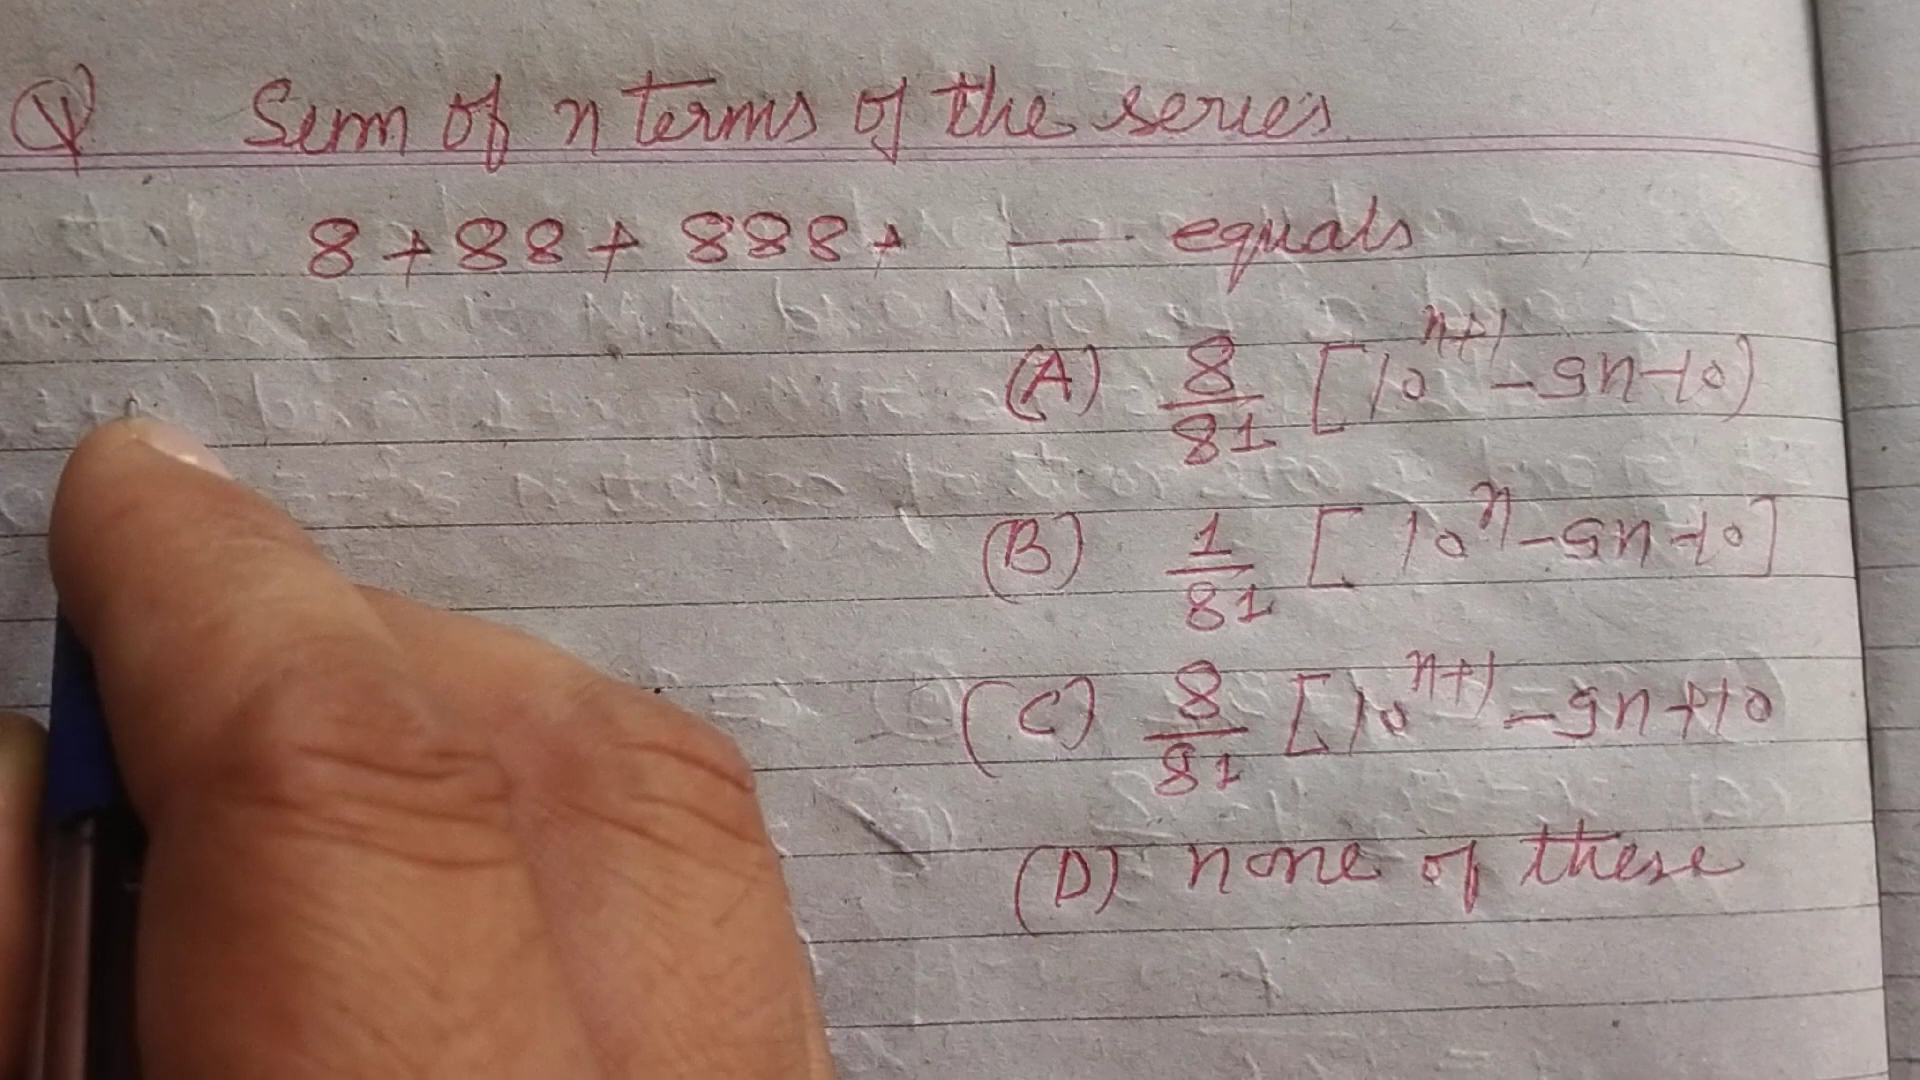 Q Sum of n terms of the series
8 + 88 + 888 + ---- equals
(A) 8/81 [10^n+1 - 9n - 10)
(B) 1/81 [10^n - 9n - 10]
(C) 8/81 [10^n+1 - 9n + 10
(D) none of these